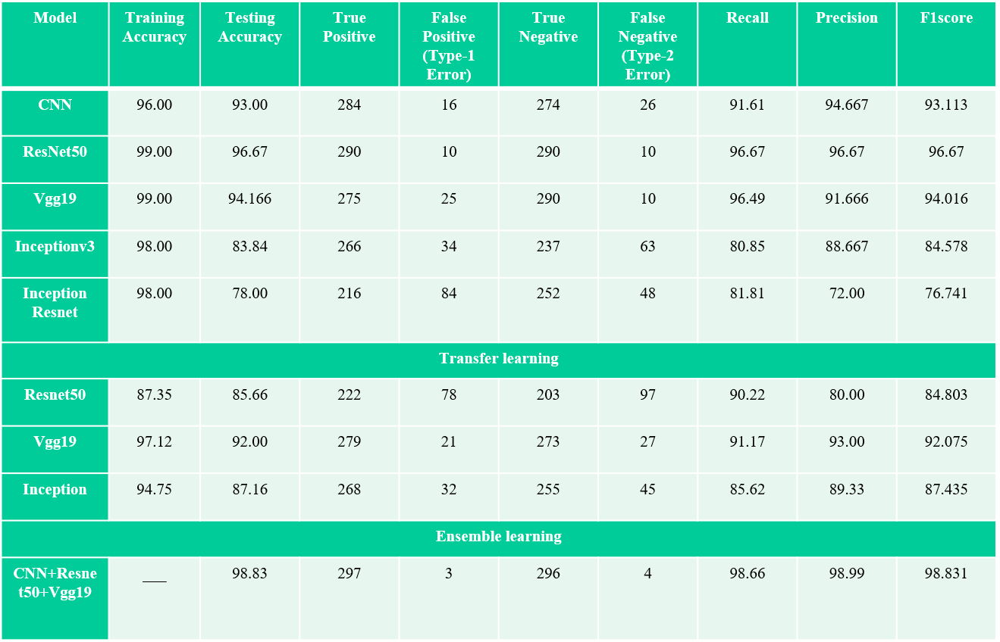 Model Training Accuracy Testing Accuracy True Positive False Positive (Type-1 Error) True Negative False Negative (Type-2 Error) Recall Precision F1score
CNN 96.00 93.00 284 16 274 26 91.61 94.667 93.113
ResNet50 99.00 96.67 290 10 290 10 96.67 96.67 96.67
Vgg19 99.00 94.166 275 25 290 10 96.49 91.666 94.016
Inceptionv3 98.00 83.84 266 34 237 63 80.85 88.667 84.578
Inception Resnet 98.00 78.00 216 84 252 48 81.81 72.00 76.741
Transfer learning
Resnet50 87.35 85.66 222 78 203 97 90.22 80.00 84.803
Vgg19 97.12 92.00 279 21 273 27 91.17 93.00 92.075
Inception 94.75 87.16 268 32 255 45 85.62 89.33 87.435
Ensemble learning
CNN+Resnet50+Vgg19 ___ 98.83 297 3 296 4 98.66 98.99 98.831